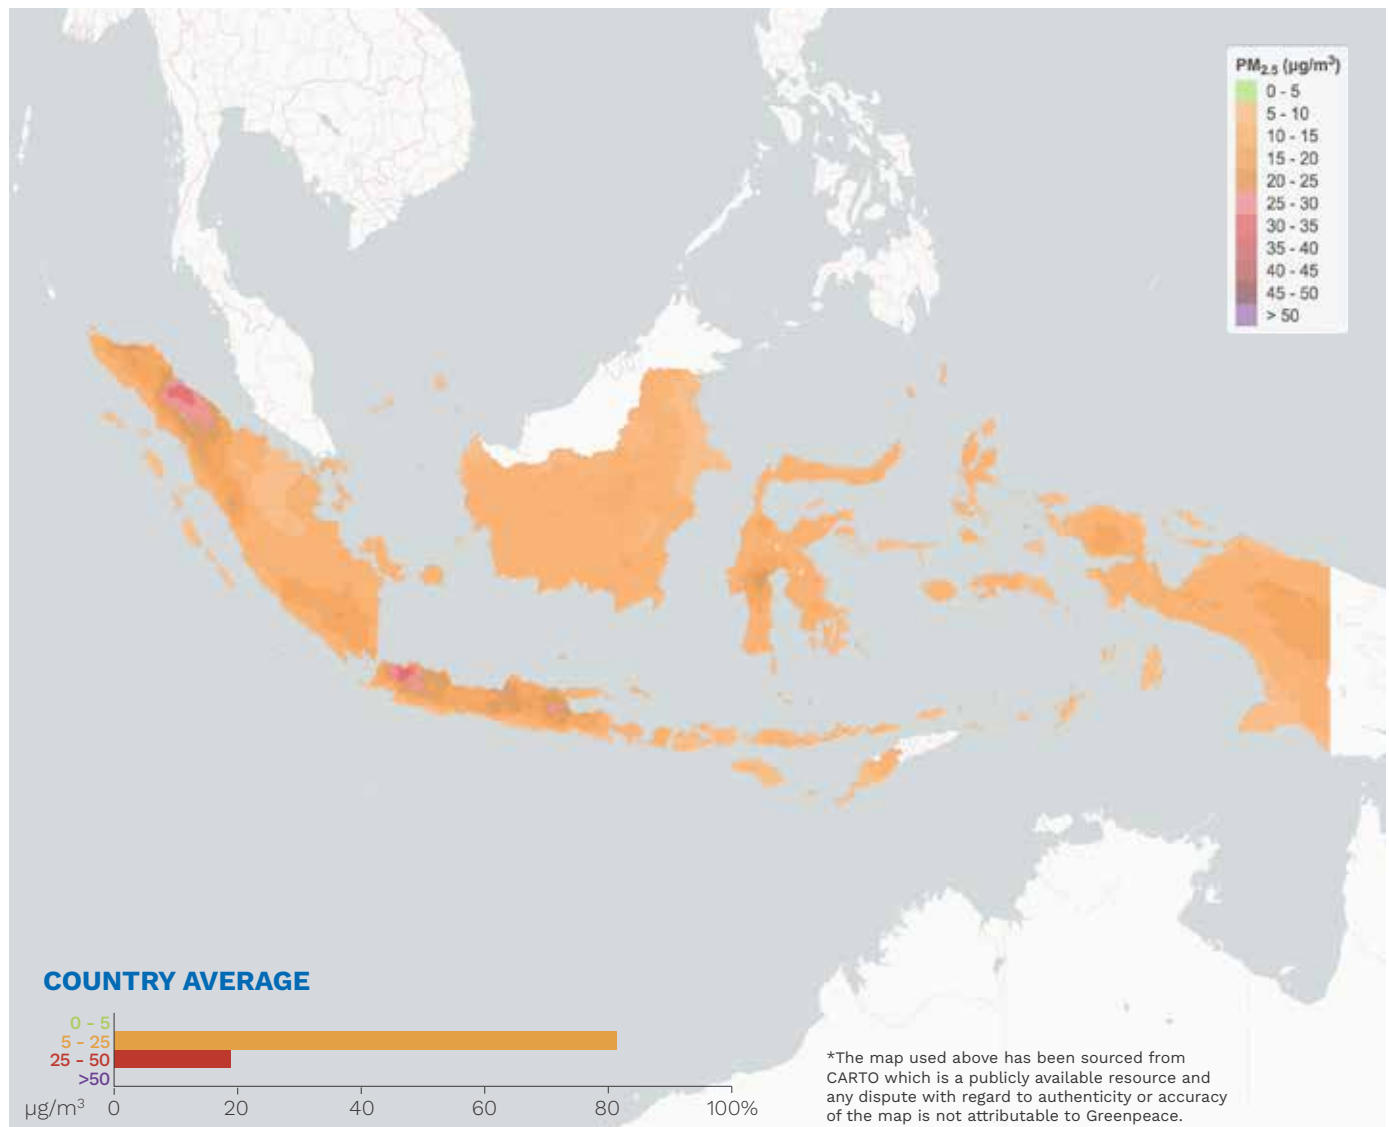 PM2.5 (µg/m³)
0 - 5
5 - 10
10 - 15
15 - 20
20 - 25
25 - 30
30 - 35
35 - 40
40 - 45
45 - 50
> 50
COUNTRY AVERAGE
0 - 5
5 - 25
25 - 50
>50
µg/m³ 0 20 40 60 80 100%
*The map used above has been sourced from
CARTO which is a publicly available resource and
any dispute with regard to authenticity or accuracy
of the map is not attributable to Greenpeace.